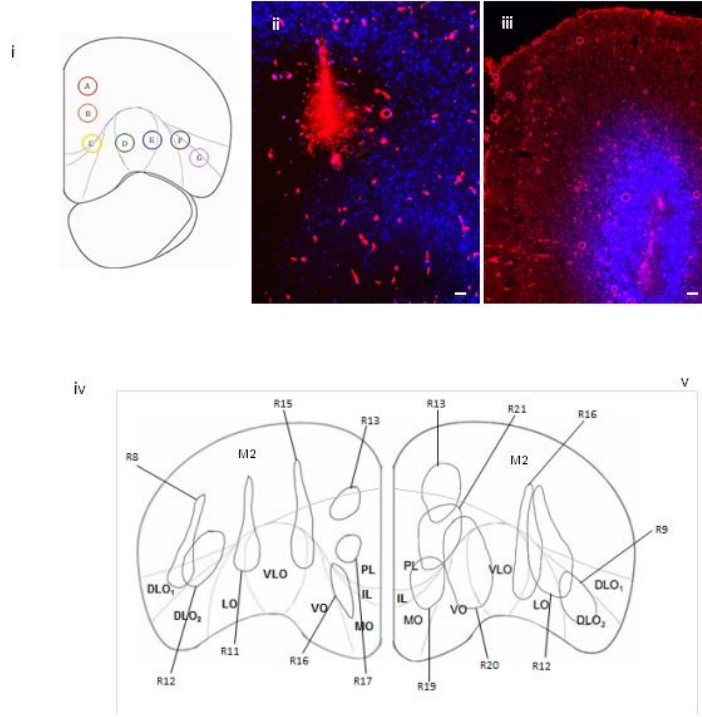 i
ii
iii
A
B
C
D
E
F
G
iv
v
R15
R13
R13
R21
R16
R8
M2
M2
R9
DLO1
DLO2
LO
VLO
VO
PL
IL
MO
PL
IL
MO
VO
VLO
LO
DLO1
DLO2
R12
R11
R16
R17
R19
R20
R12